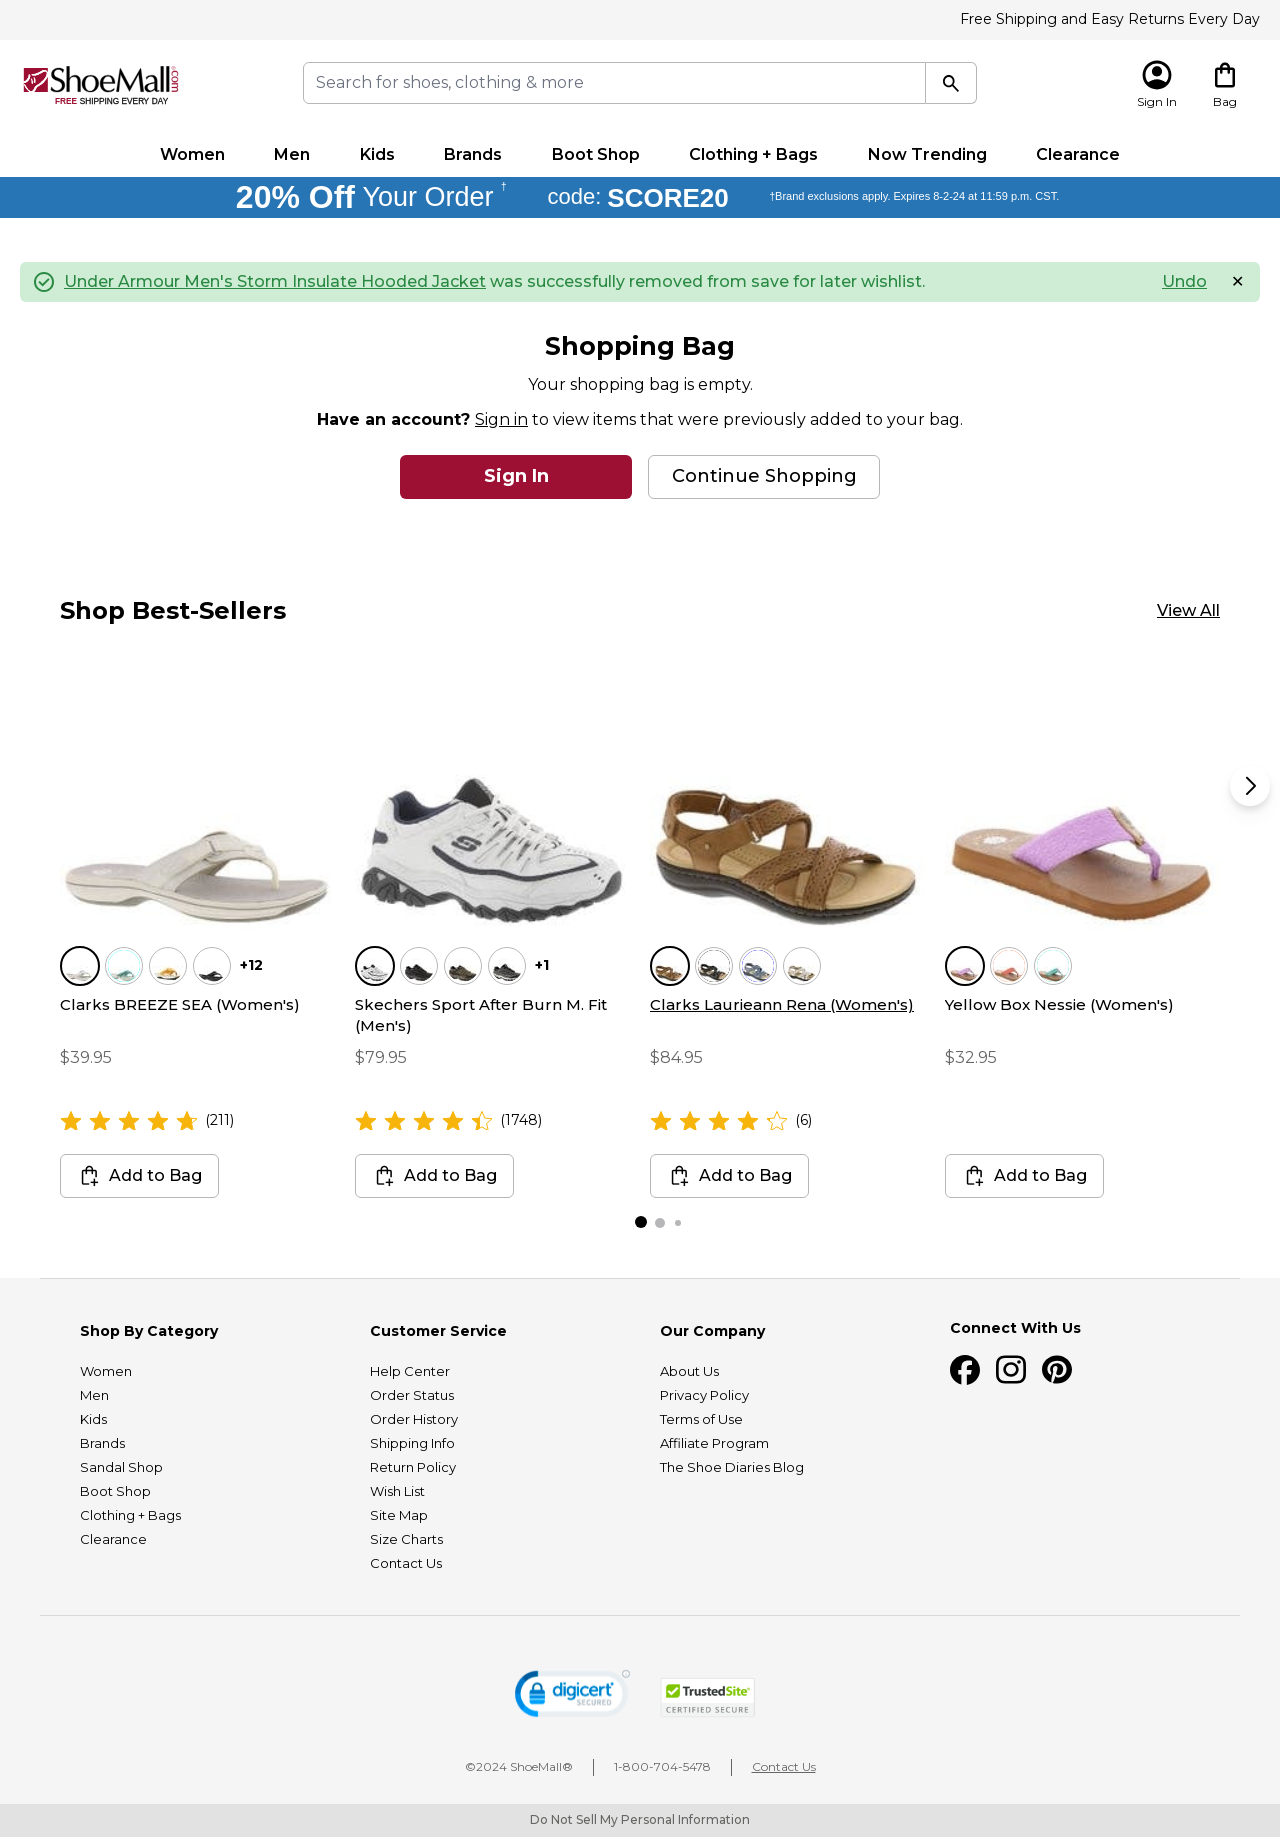 Free Shipping and Easy Returns Every Day
ShoeMall.com
FREE SHIPPING EVERY DAY
Search for shoes, clothing & more
Sign In
Bag
Women Men Kids Brands Boot Shop Clothing + Bags Now Trending Clearance
20% Off Your Order † code: SCORE20 †Brand exclusions apply. Expires 8-2-24 at 11:59 p.m. CST.
Under Armour Men's Storm Insulate Hooded Jacket was successfully removed from save for later wishlist. Undo
Shopping Bag
Your shopping bag is empty.
Have an account? Sign in to view items that were previously added to your bag.
Sign In Continue Shopping
Shop Best-Sellers View All
+12
Clarks BREEZE SEA (Women's)
$39.95
(211)
Add to Bag
+1
Skechers Sport After Burn M. Fit
(Men's)
$79.95
(1748)
Add to Bag
Clarks Laurieann Rena (Women's)
$84.95
(6)
Add to Bag
Yellow Box Nessie (Women's)
$32.95
Add to Bag
Shop By Category
Women
Men
Kids
Brands
Sandal Shop
Boot Shop
Clothing + Bags
Clearance
Customer Service
Help Center
Order Status
Order History
Shipping Info
Return Policy
Wish List
Site Map
Size Charts
Contact Us
Our Company
About Us
Privacy Policy
Terms of Use
Affiliate Program
The Shoe Diaries Blog
Connect With Us
digicert
SECURED
TrustedSite
CERTIFIED SECURE
©2024 ShoeMall® 1-800-704-5478 Contact Us
Do Not Sell My Personal Information